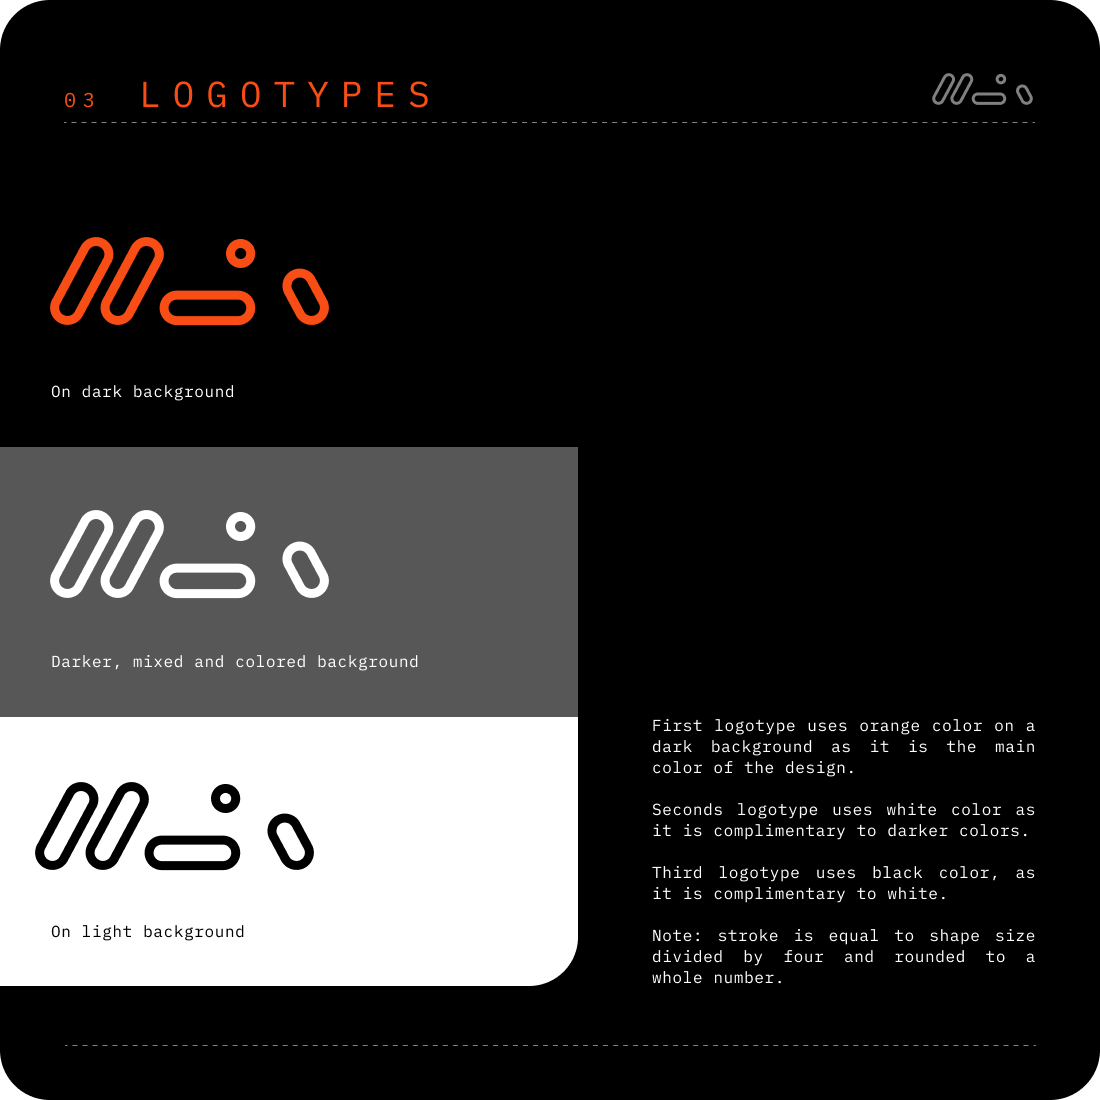 03 LOGOTYPES
On dark background
Darker, mixed and colored background
On light background
First logotype uses orange color on a
dark background as it is the main
color of the design.
Seconds logotype uses white color as
it is complimentary to darker colors.
Third logotype uses black color, as
it is complimentary to white.
Note: stroke is equal to shape size
divided by four and rounded to a
whole number.